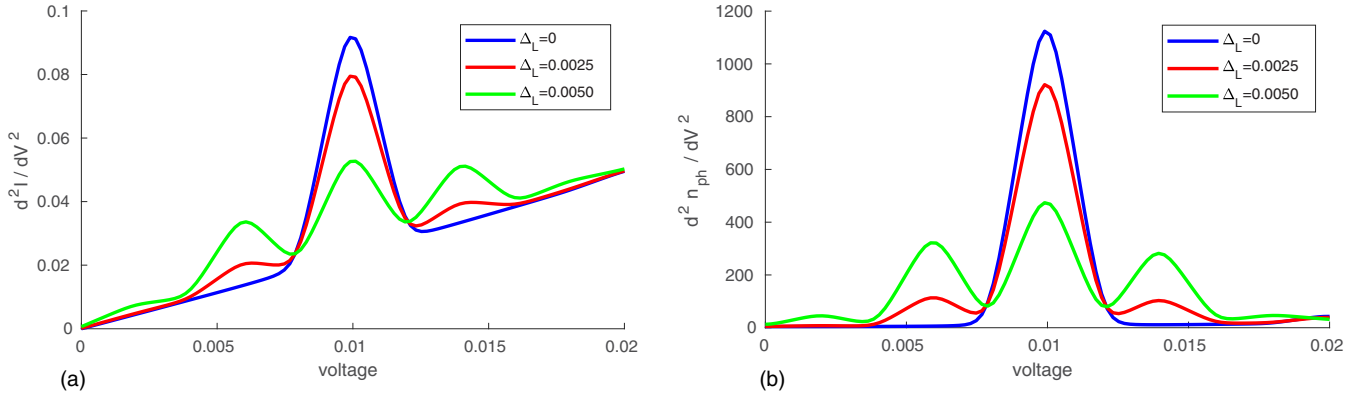 0.1
0.08
0.06
0.04
0.02
0
d²I / dV²
0
0.005
0.01
0.015
0.02
voltage
Δ_L=0
Δ_L=0.0025
Δ_L=0.0050
(a)
1200
1000
800
600
400
200
0
d² n_ph / dV²
0
0.005
0.01
0.015
0.02
voltage
Δ_L=0
Δ_L=0.0025
Δ_L=0.0050
(b)